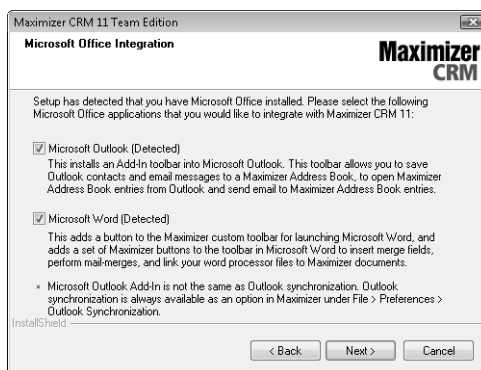 Maximizer CRM 11 Team Edition
Microsoft Office Integration
Maximizer
CRM
Setup has detected that you have Microsoft Office installed. Please select the following
Microsoft Office applications that you would like to integrate with Maximizer CRM 11:
Microsoft Outlook (Detected)
This installs an Add-In toolbar into Microsoft Outlook. This toolbar allows you to save
Outlook contacts and email messages to a Maximizer Address Book, to open Maximizer
Address Book entries from Outlook and send email to Maximizer Address Book entries.
Microsoft Word (Detected)
This adds a button to the Maximizer custom toolbar for launching Microsoft Word, and
adds a set of Maximizer buttons to the toolbar in Microsoft Word to insert merge fields,
perform mail-merges, and link your word processor files to Maximizer documents.
Microsoft Outlook Add-In is not the same as Outlook synchronization. Outlook
synchronization is always available as an option in Maximizer under File > Preferences >
Outlook Synchronization.
InstallShield
< Back Next > Cancel